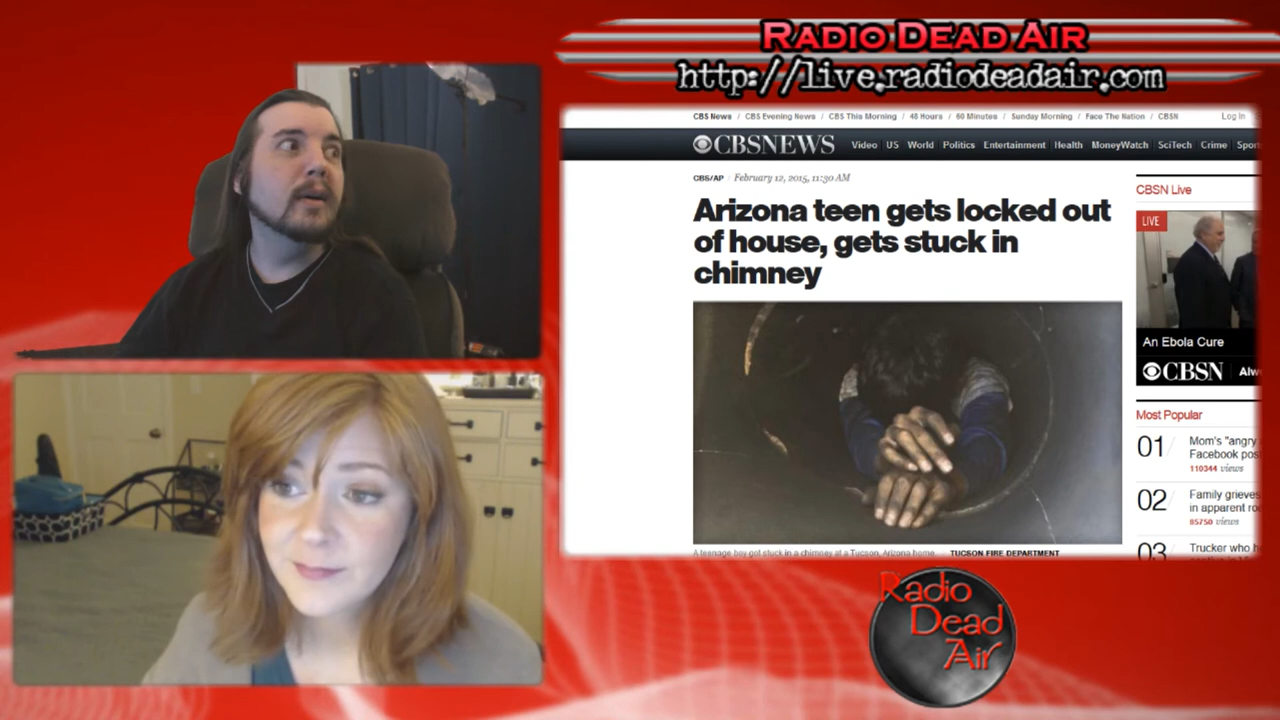 RADIO DEAD AIR
http://live.radiodeadair.com
CBS News / CBS Evening News / CBS This Morning / 48 Hours / 60 Minutes / Sunday Morning / Face The Nation / CBSN Log In
CBSNEWS Video US World Politics Entertainment Health MoneyWatch SciTech Crime
CBS/AP / February 12, 2015, 11:30 AM
Arizona teen gets locked out
of house, gets stuck in
chimney
CBSN Live
LIVE
An Ebola Cure
CBSN
Most Popular
01 Mom's "angry
Facebook pos
110344 views
02 Family grieves
in apparent
85750 views
03 Trucker who
A teenage boy got stuck in a chimney at a Tucson, Arizona home. TUCSON FIRE DEPARTMENT
Radio
Dead
Air